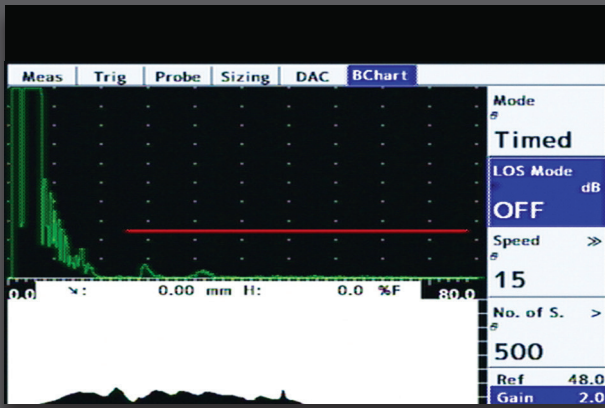 Meas Trig Probe Sizing DAC BChart
Mode
Timed
LOS Mode
dB
OFF
Speed >>
15
No. of S. >
500
Ref 48.0
Gain 2.0
0.0 ↘: 0.00 mm H: 0.0 %F 80.0